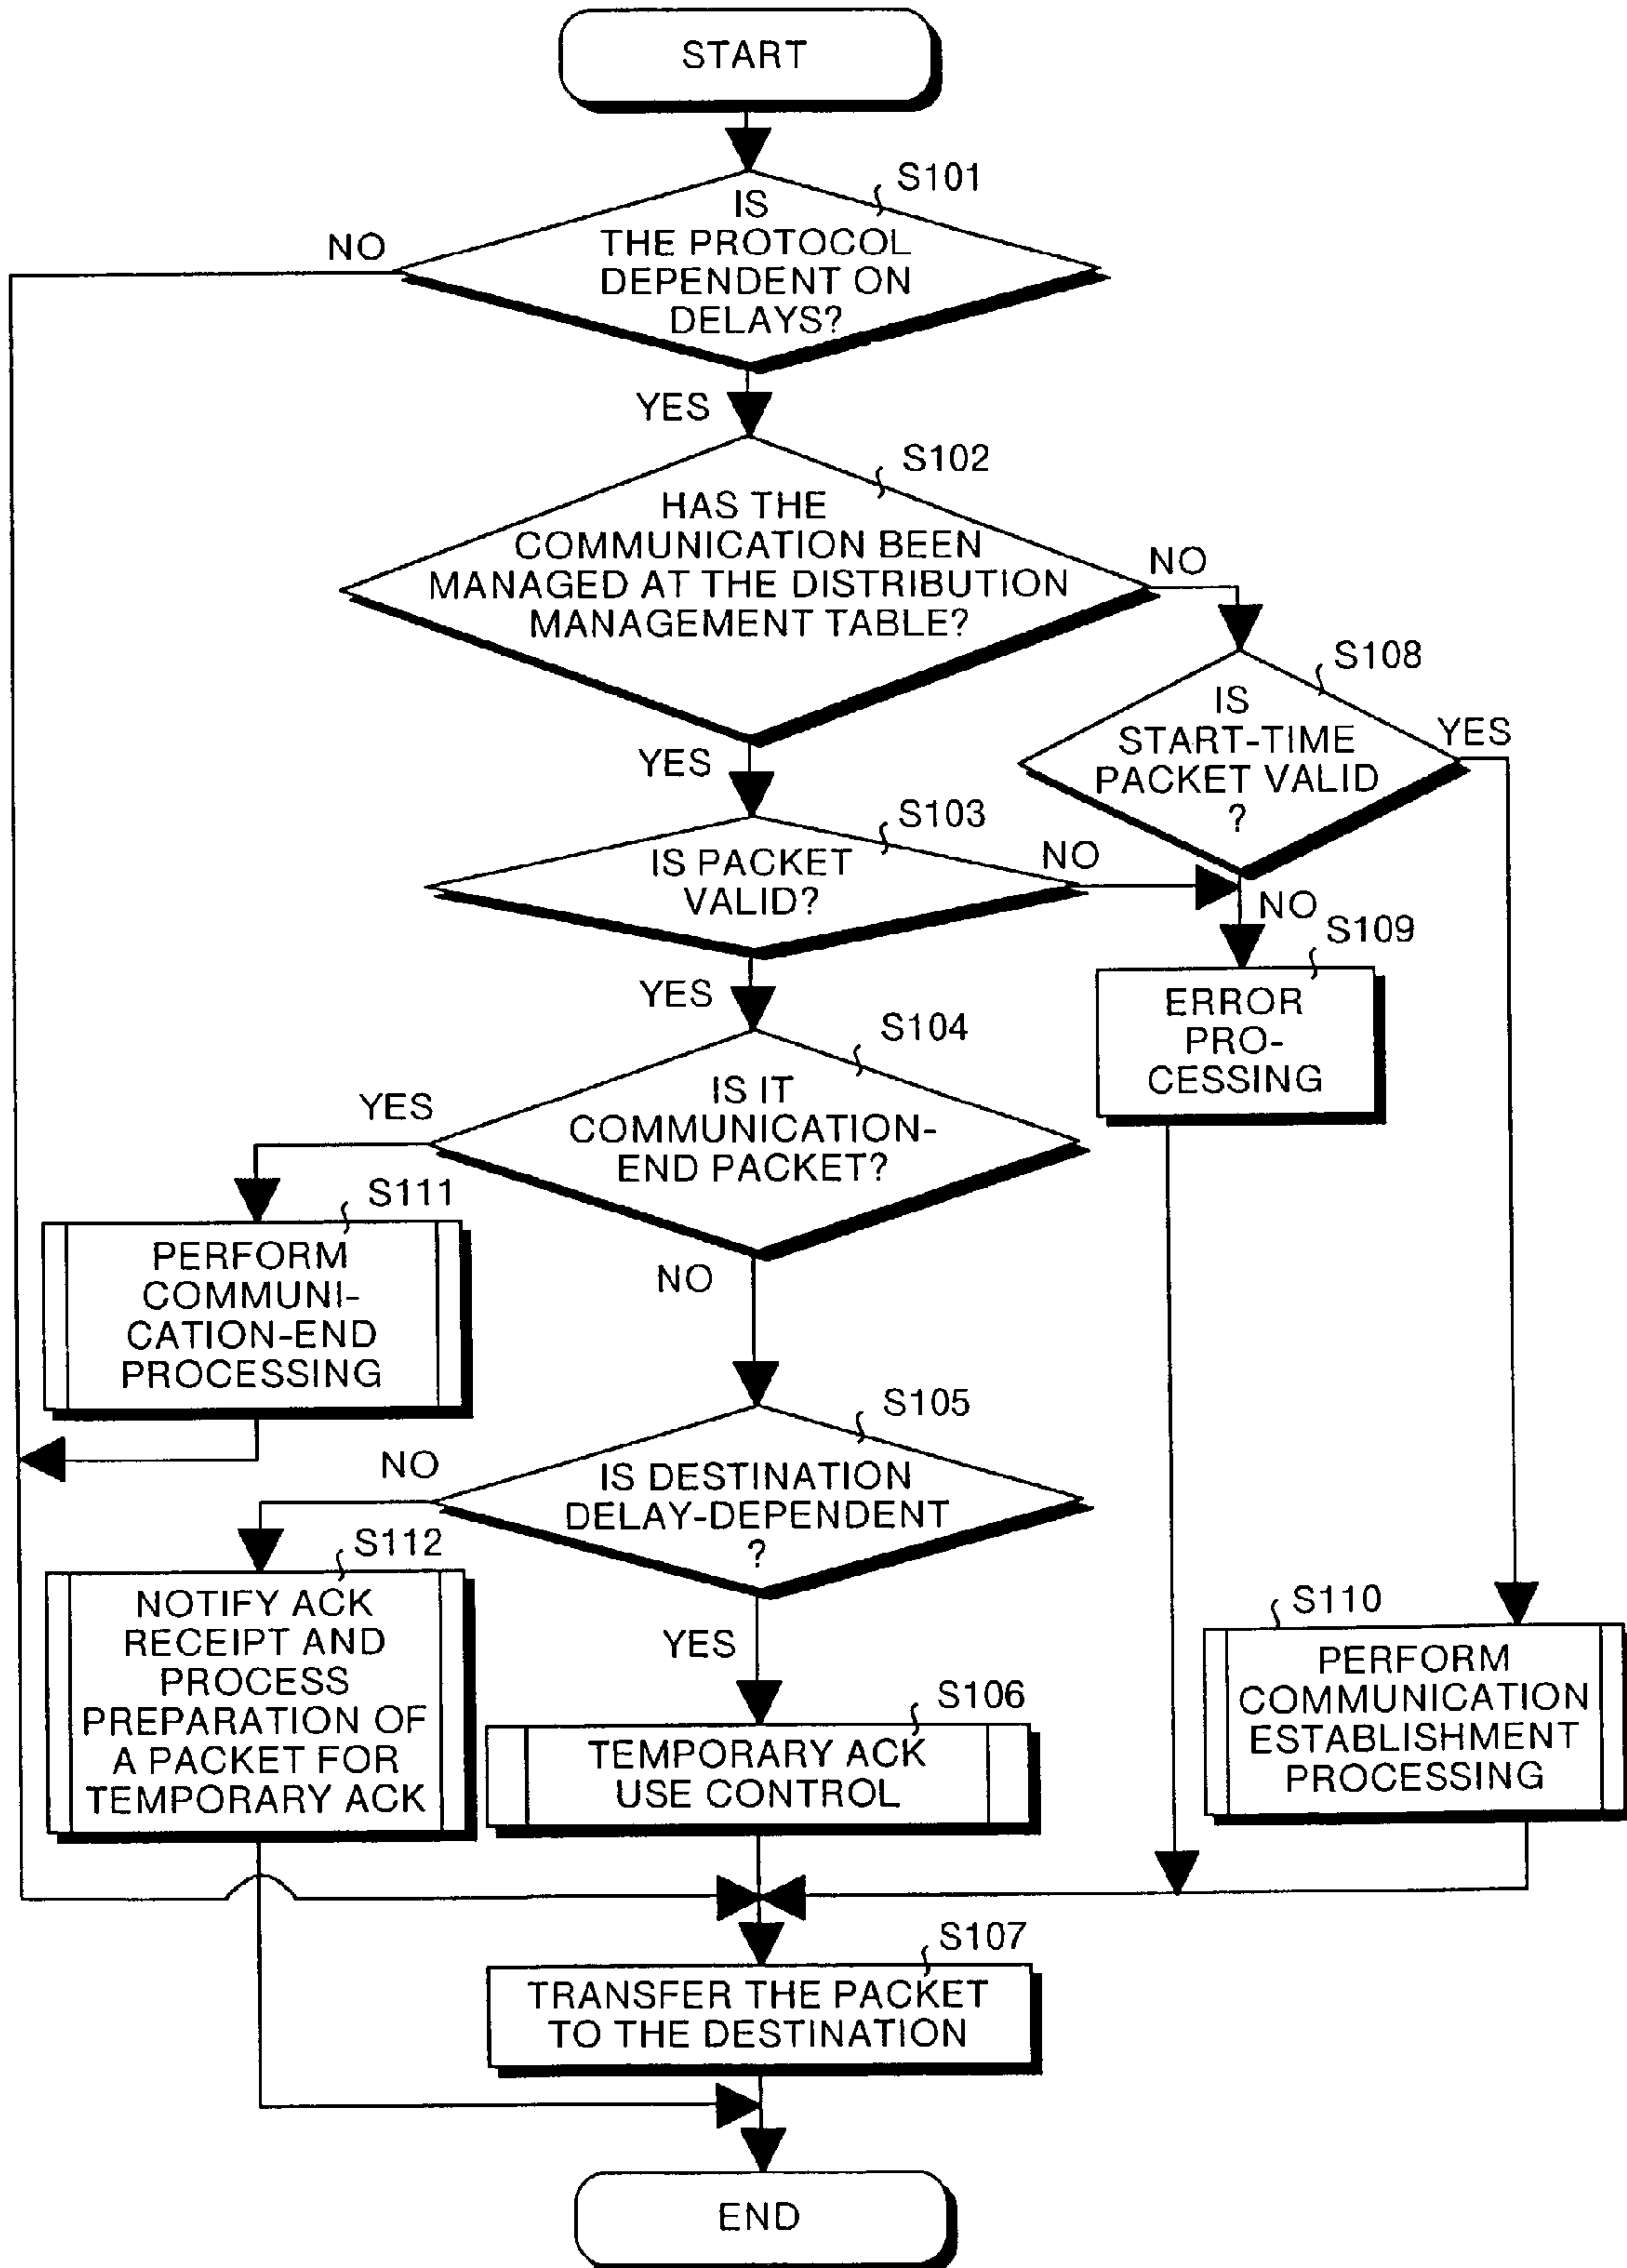 START
S101
IS
THE PROTOCOL
DEPENDENT ON
DELAYS?
NO
YES
S102
HAS THE
COMMUNICATION BEEN
MANAGED AT THE DISTRIBUTION
MANAGEMENT TABLE?
NO
YES
S108
IS
START-TIME
PACKET VALID
?
YES
NO
S103
IS PACKET
VALID?
NO
YES
S109
ERROR
PRO-
CESSING
S104
IS IT
COMMUNICATION-
END PACKET?
YES
NO
S111
PERFORM
COMMUNI-
CATION-END
PROCESSING
S105
IS DESTINATION
DELAY-DEPENDENT
?
NO
YES
S112
NOTIFY ACK
RECEIPT AND
PROCESS
PREPARATION OF
A PACKET FOR
TEMPORARY ACK
S106
TEMPORARY ACK
USE CONTROL
S110
PERFORM
COMMUNICATION
ESTABLISHMENT
PROCESSING
S107
TRANSFER THE PACKET
TO THE DESTINATION
END